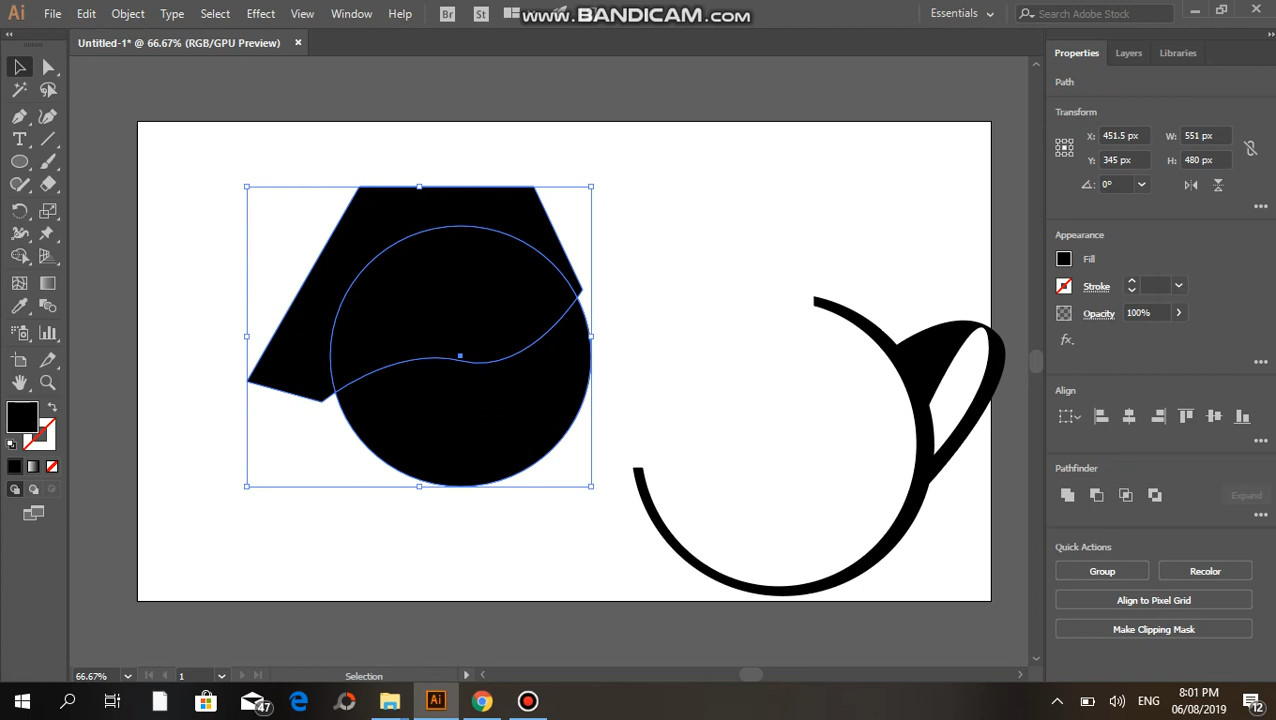 Ai File Edit Object Type Select Effect View Window Help Br St www.BANDICAM.com Essentials Search Adobe Stock
Untitled-1* @ 66.67% (RGB/GPU Preview)
Properties Layers Libraries
Path
Transform
X: 451.5 px W: 551 px
Y: 345 px H: 480 px
0°
Appearance
Fill
Stroke
Opacity 100%
fx.
Align
Pathfinder
Expand
Quick Actions
Group Recolor
Align to Pixel Grid
Make Clipping Mask
66.67% 1 Selection
47 Ai ENG 8:01 PM
06/08/2019 12